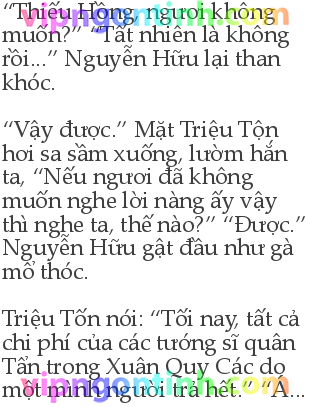 “Thiếu Hồng, ngươi không
vipngontinh.com
muốn?” “Tất nhiên là không
rồi...” Nguyễn Hữu lại than
khóc.
“Vậy được.” Mặt Triệu Tộn
hơi sa sầm xuống, lườm hắn
ta, “Nếu ngươi đã không
muốn nghe lời nàng ấy vậy
thì nghe ta, thế nào?” “Được.”
Nguyễn Hữu gật đầu như gà
mổ thóc.
Triệu Tốn nói: “Tối nay, tất cả
chi phí của các tướng sĩ quân
Tẩn trong Xuân Quy Các do
một mình ngươi trả hết.” “Á...
vipngontinh.com